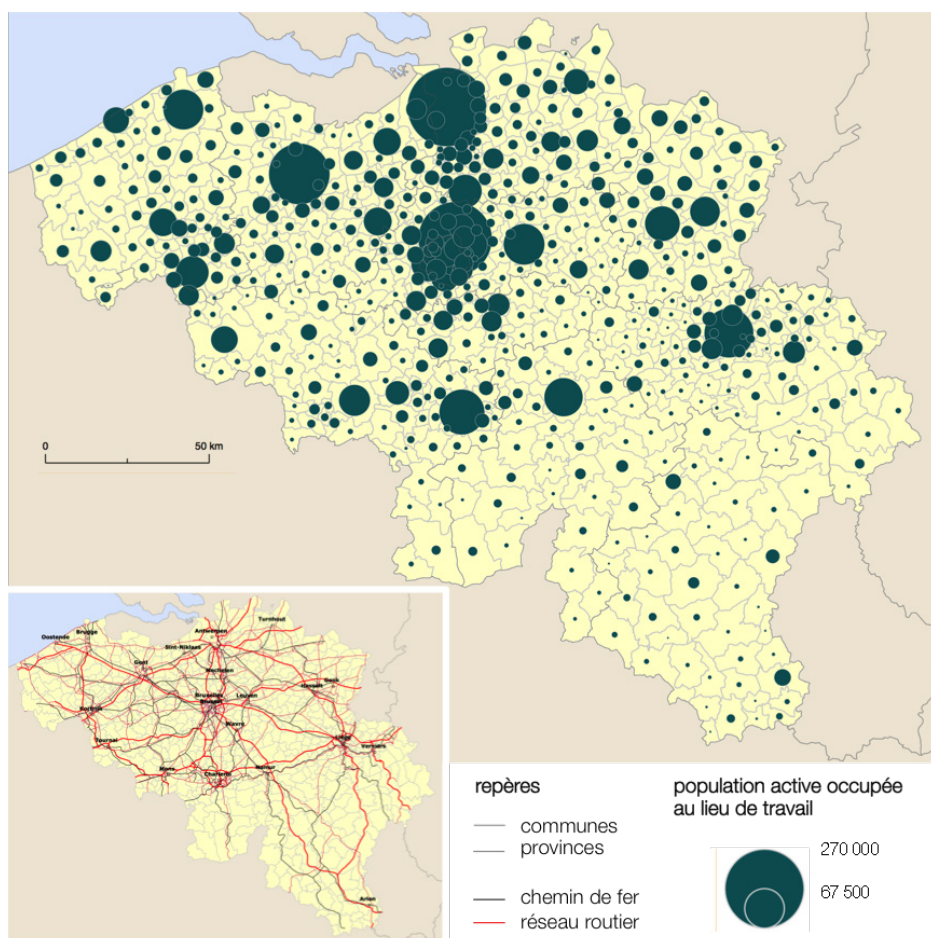 0
50 km
Turnhout
Antwerpen
Brugge
Oostende
Sint-Niklaas
Gent
Mechelen
Genk
Hasselt
Bruxelles
Brussel
Leuven
Kortrijk
Wavre
Tournai
Liège
Verviers
Mons
Charleroi
Namur
Arlon
repères
communes
provinces
chemin de fer
réseau routier
population active occupée
au lieu de travail
270 000
67 500